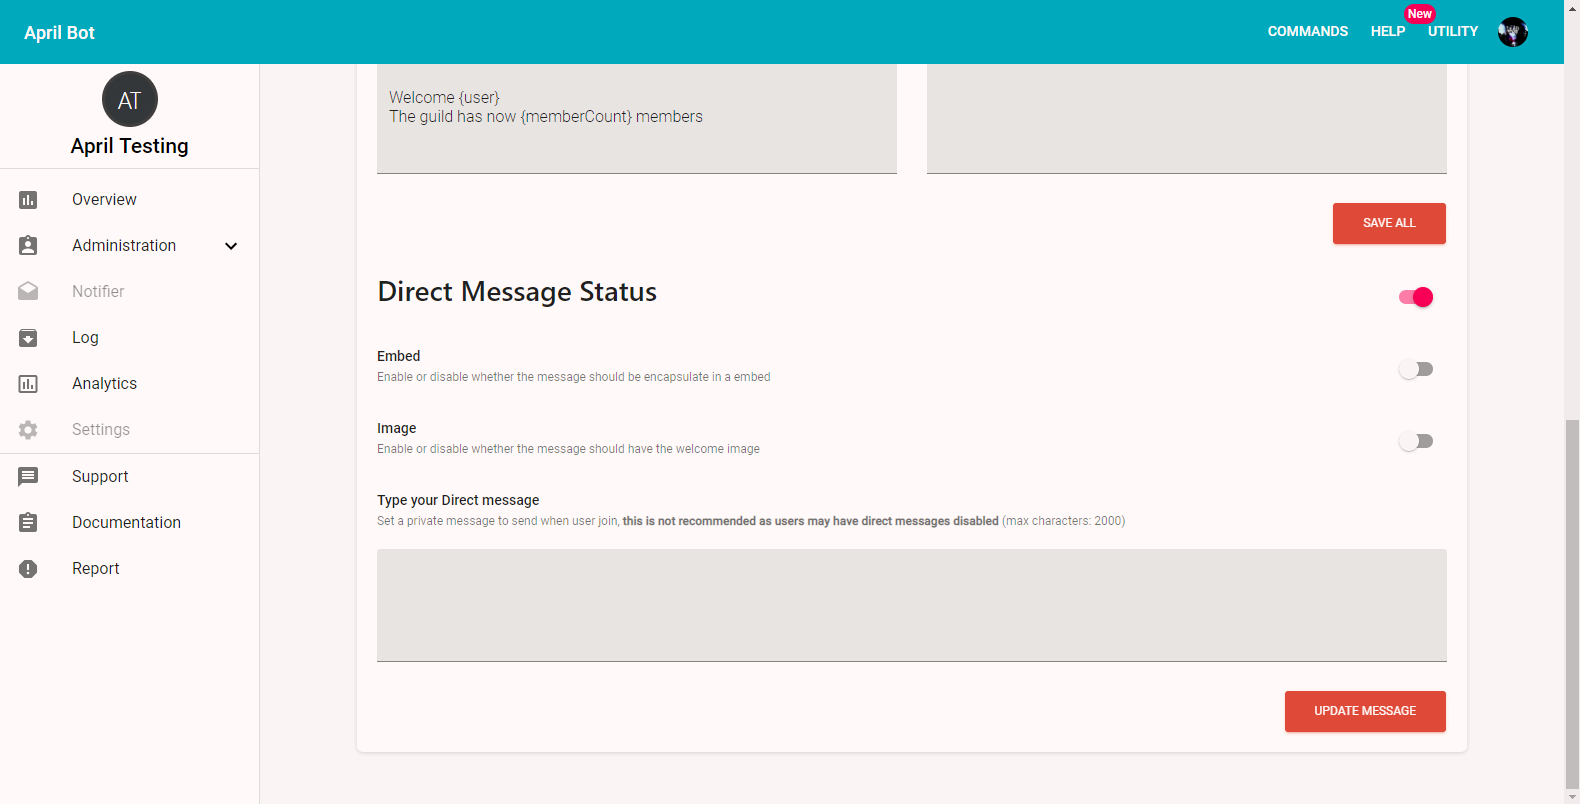 April Bot
COMMANDS
HELP
New
UTILITY
AT
April Testing
Overview
Administration
Notifier
Log
Analytics
Settings
Support
Documentation
Report
Welcome {user}
The guild has now {memberCount} members
SAVE ALL
Direct Message Status
Embed
Enable or disable whether the message should be encapsulate in a embed
Image
Enable or disable whether the message should have the welcome image
Type your Direct message
Set a private message to send when user join, this is not recommended as users may have direct messages disabled (max characters: 2000)
UPDATE MESSAGE